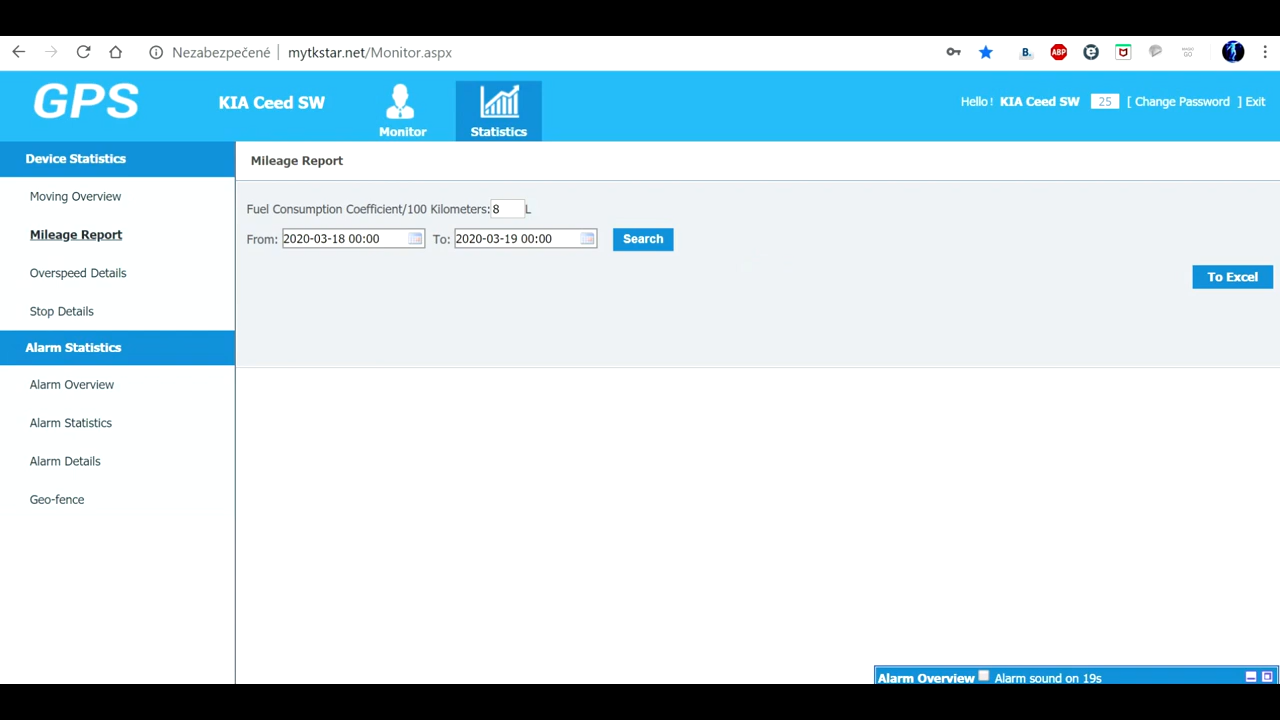 Nezabezpečené mytkstar.net/Monitor.aspx
B. ABP
GPS KIA Ceed SW Monitor Statistics Hello! KIA Ceed SW 25 [ Change Password ] Exit
Device Statistics
Moving Overview
Mileage Report
Overspeed Details
Stop Details
Alarm Statistics
Alarm Overview
Alarm Statistics
Alarm Details
Geo-fence
Mileage Report
Fuel Consumption Coefficient/100 Kilometers: 8 L
From: 2020-03-18 00:00 To: 2020-03-19 00:00 Search
To Excel
Alarm Overview Alarm sound on 19s